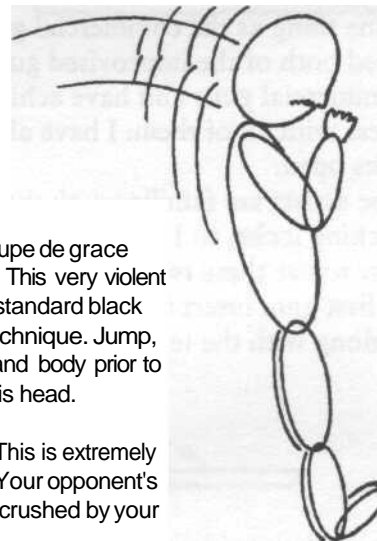 upe de grace
This very violent
standard black
chnique. Jump,
and body prior to
is head.
This is extremely
Your opponent's
crushed by your